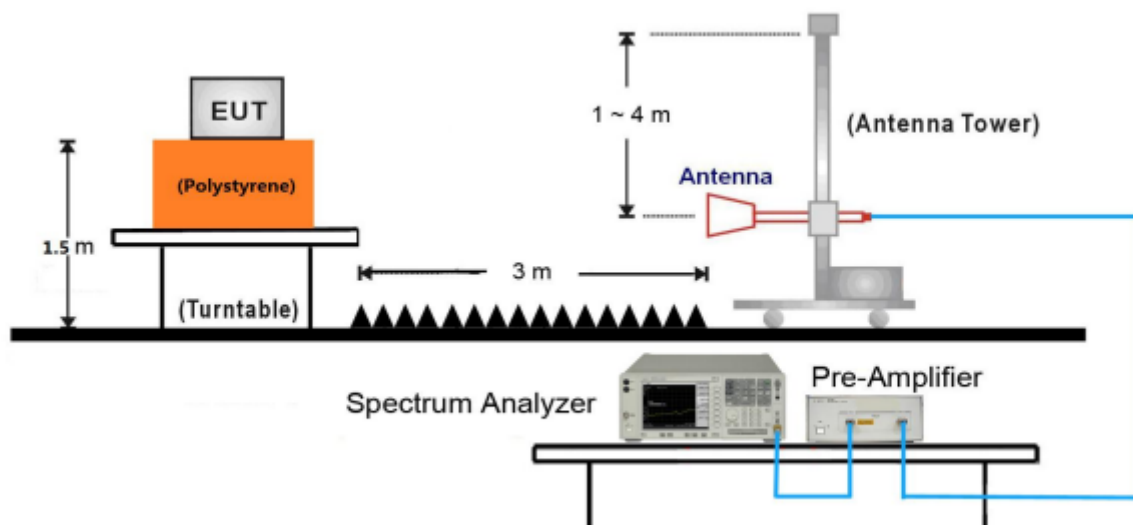 EUT
(Polystyrene)
1.5 m
(Turntable)
3 m
1 ~ 4 m
Antenna
(Antenna Tower)
Spectrum Analyzer
Pre-Amplifier